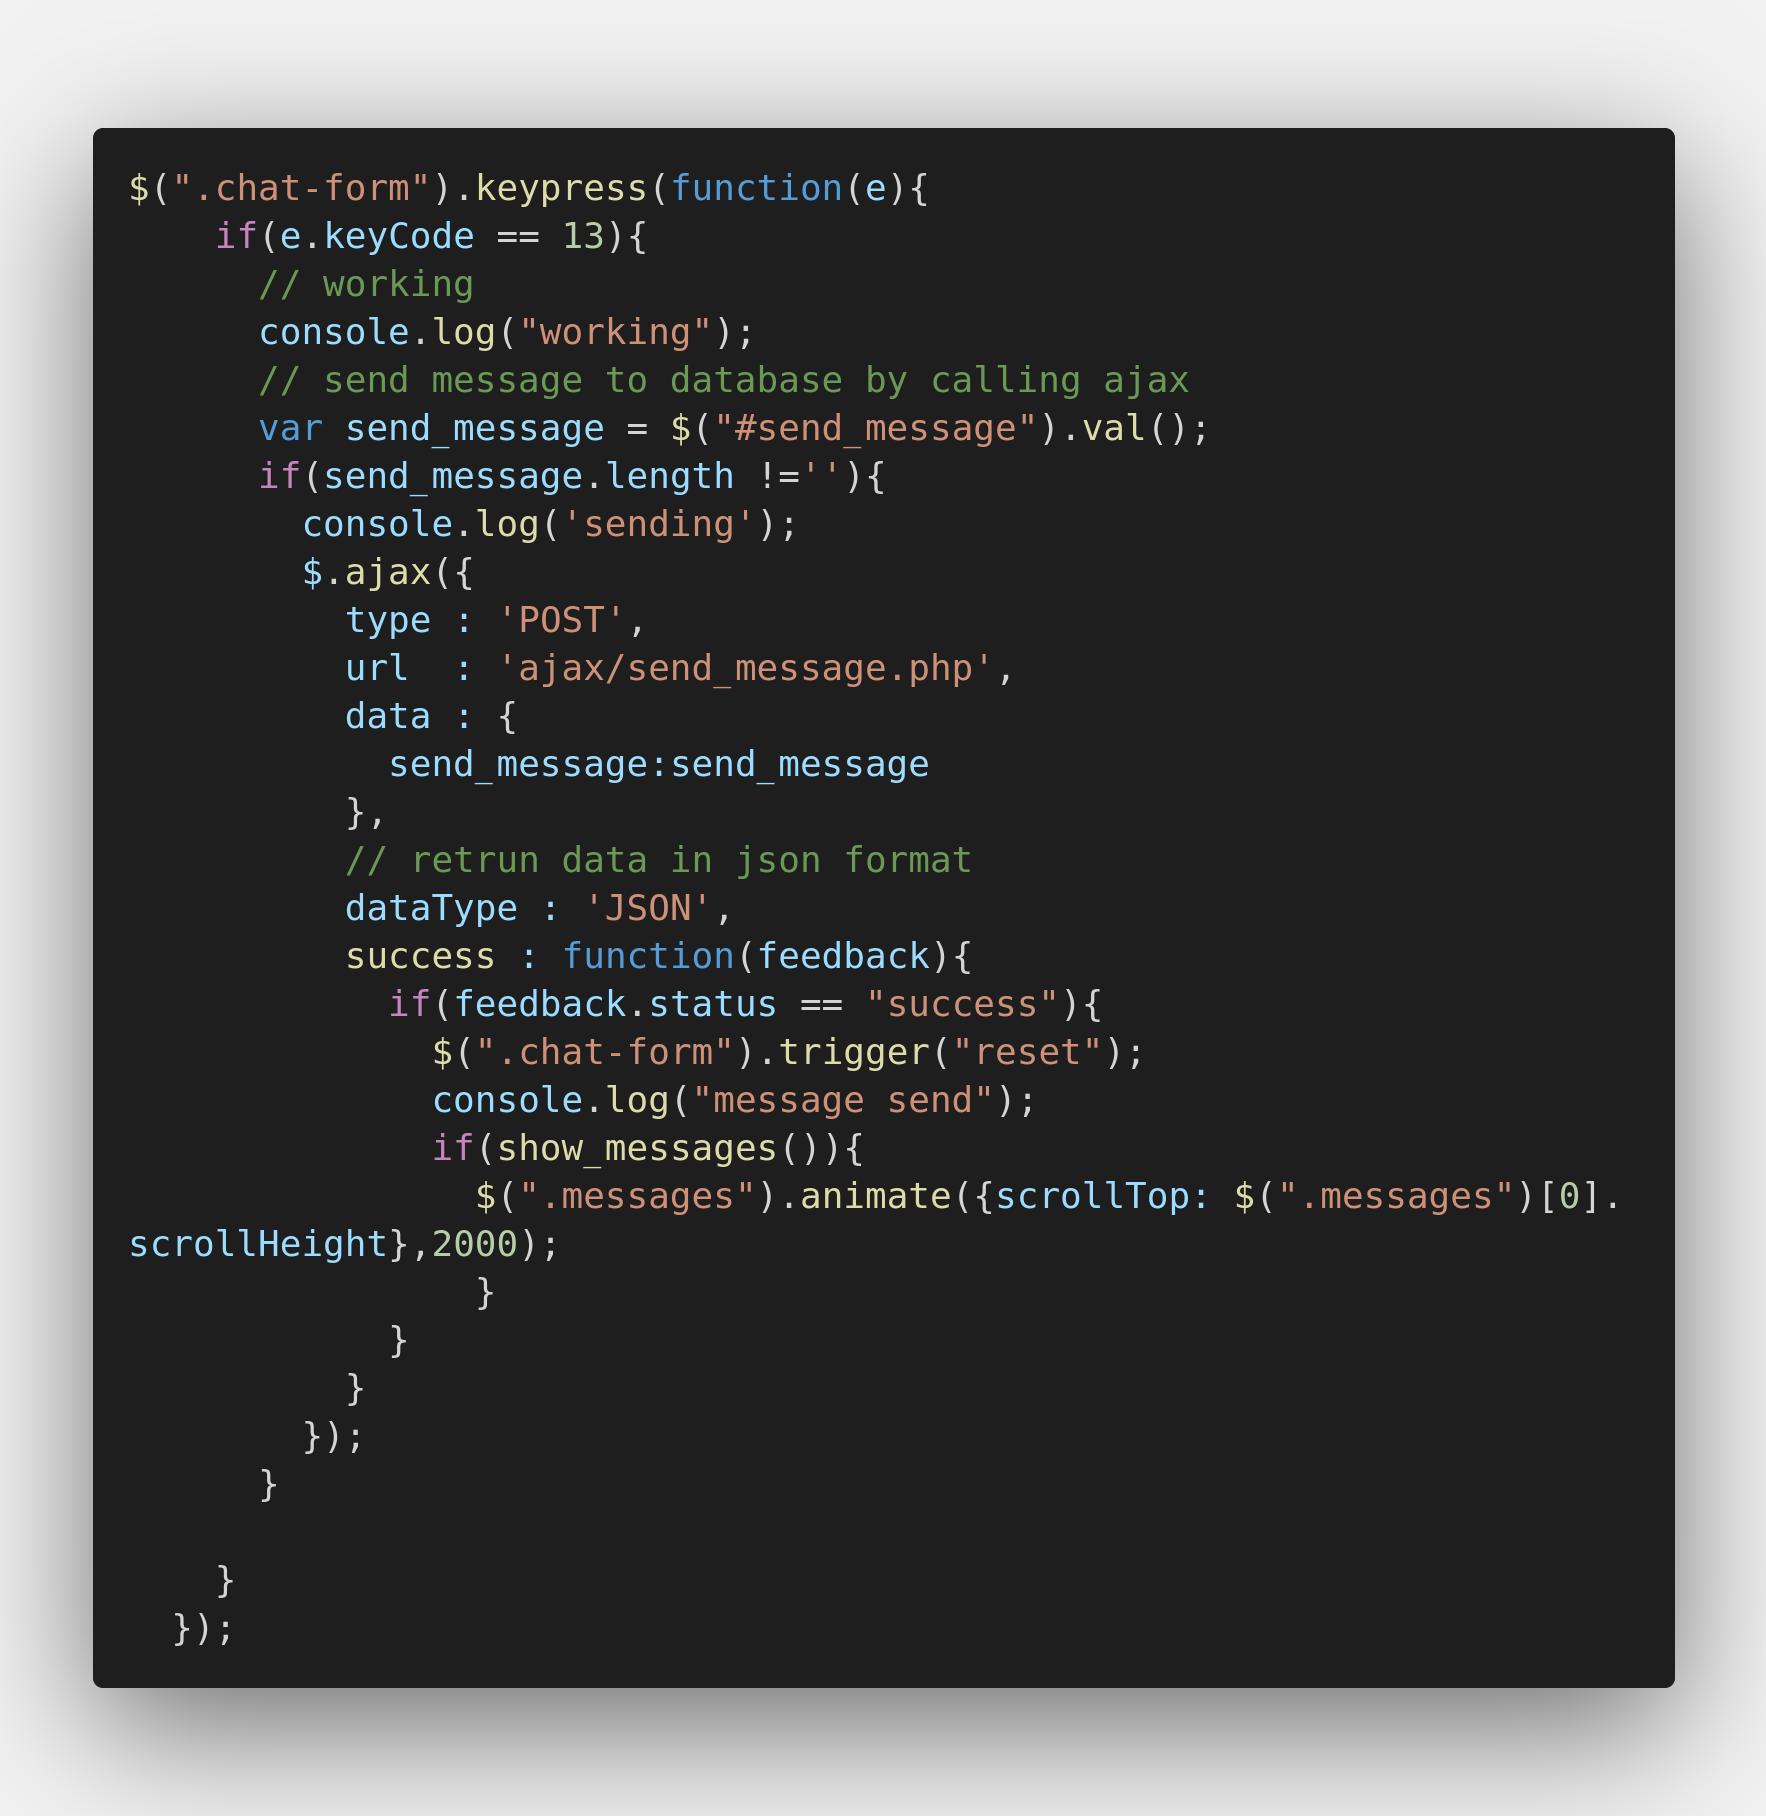 $(".chat-form").keypress(function(e){
    if(e.keyCode == 13){
      // working
      console.log("working");
      // send message to database by calling ajax
      var send_message = $("#send_message").val();
      if(send_message.length !=''){
        console.log('sending');
        $.ajax({
          type : 'POST',
          url  : 'ajax/send_message.php',
          data : {
            send_message:send_message
          },
          // retrun data in json format
          dataType : 'JSON',
          success : function(feedback){
            if(feedback.status == "success"){
              $(".chat-form").trigger("reset");
              console.log("message send");
              if(show_messages()){
                $(".messages").animate({scrollTop: $(".messages")[0].
scrollHeight},2000);
                }
            }
          }
        });
      }

    }
  });